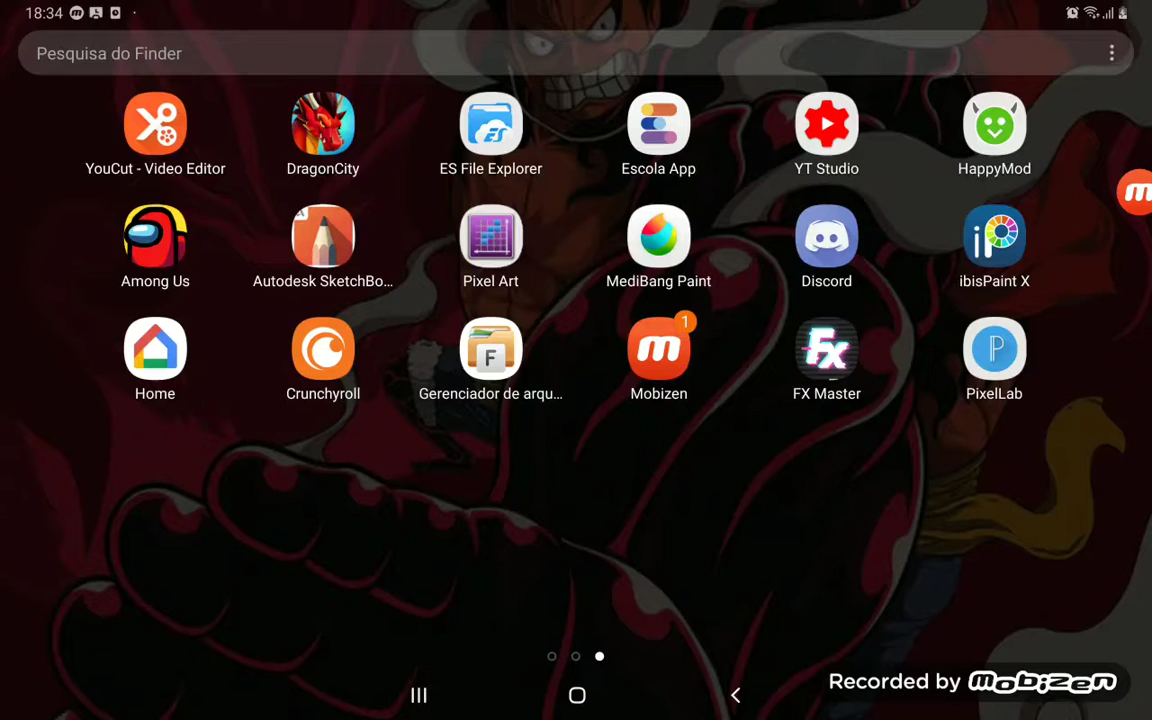 18:34
Pesquisa do Finder
YouCut - Video Editor
DragonCity
ES File Explorer
Escola App
YT Studio
HappyMod
Among Us
Autodesk SketchBo...
Pixel Art
MediBang Paint
Discord
ibisPaint X
Home
Crunchyroll
Gerenciador de arqu...
Mobizen
1
FX Master
PixelLab
Recorded by mobizen